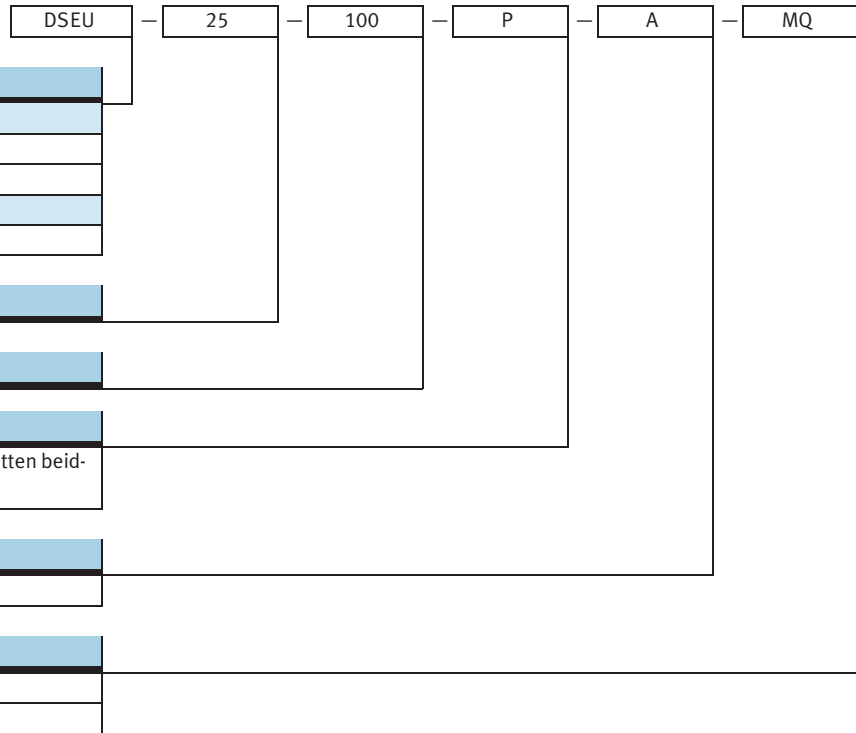 DSEU – 25 – 100 – P – A – MQ
tten beid-